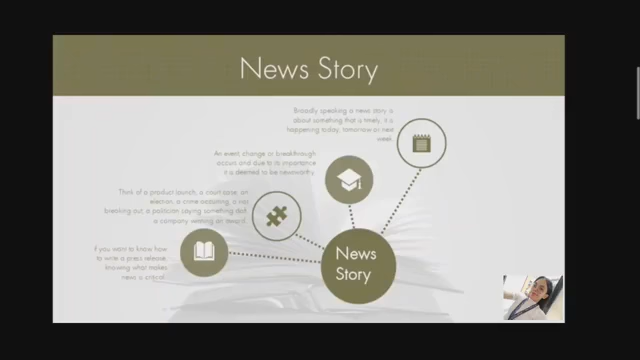 News Story
Broadly speaking a news story is
about something that is timely, it is
happening today, tomorrow or next
week.
An event, change or breakthrough
occurs and due to its importance
it is deemed to be newsworthy.
Think of a product launch, a court case, an
election, a crime occurring, a riot
breaking out, a politician saying something daft,
a company winning an award.
If you want to know how
to write a press release,
knowing what makes
news is critical.
News
Story